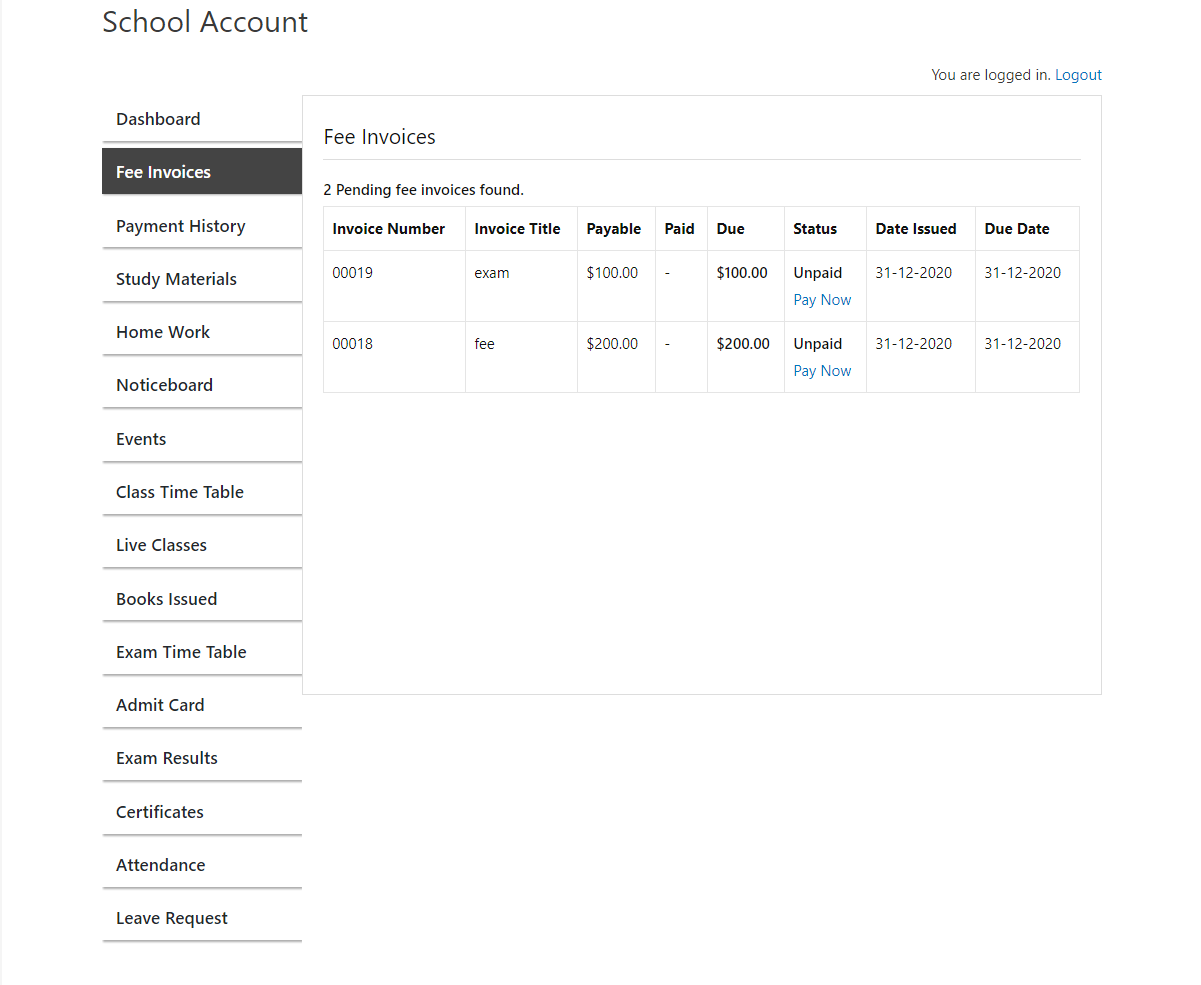 School Account
You are logged in. Logout
Dashboard
Fee Invoices
Payment History
Study Materials
Home Work
Noticeboard
Events
Class Time Table
Live Classes
Books Issued
Exam Time Table
Admit Card
Exam Results
Certificates
Attendance
Leave Request
Fee Invoices
2 Pending fee invoices found.
Invoice Number Invoice Title Payable Paid Due Status Date Issued Due Date
00019 exam $100.00 - $100.00 Unpaid 31-12-2020 31-12-2020
Pay Now
00018 fee $200.00 - $200.00 Unpaid 31-12-2020 31-12-2020
Pay Now